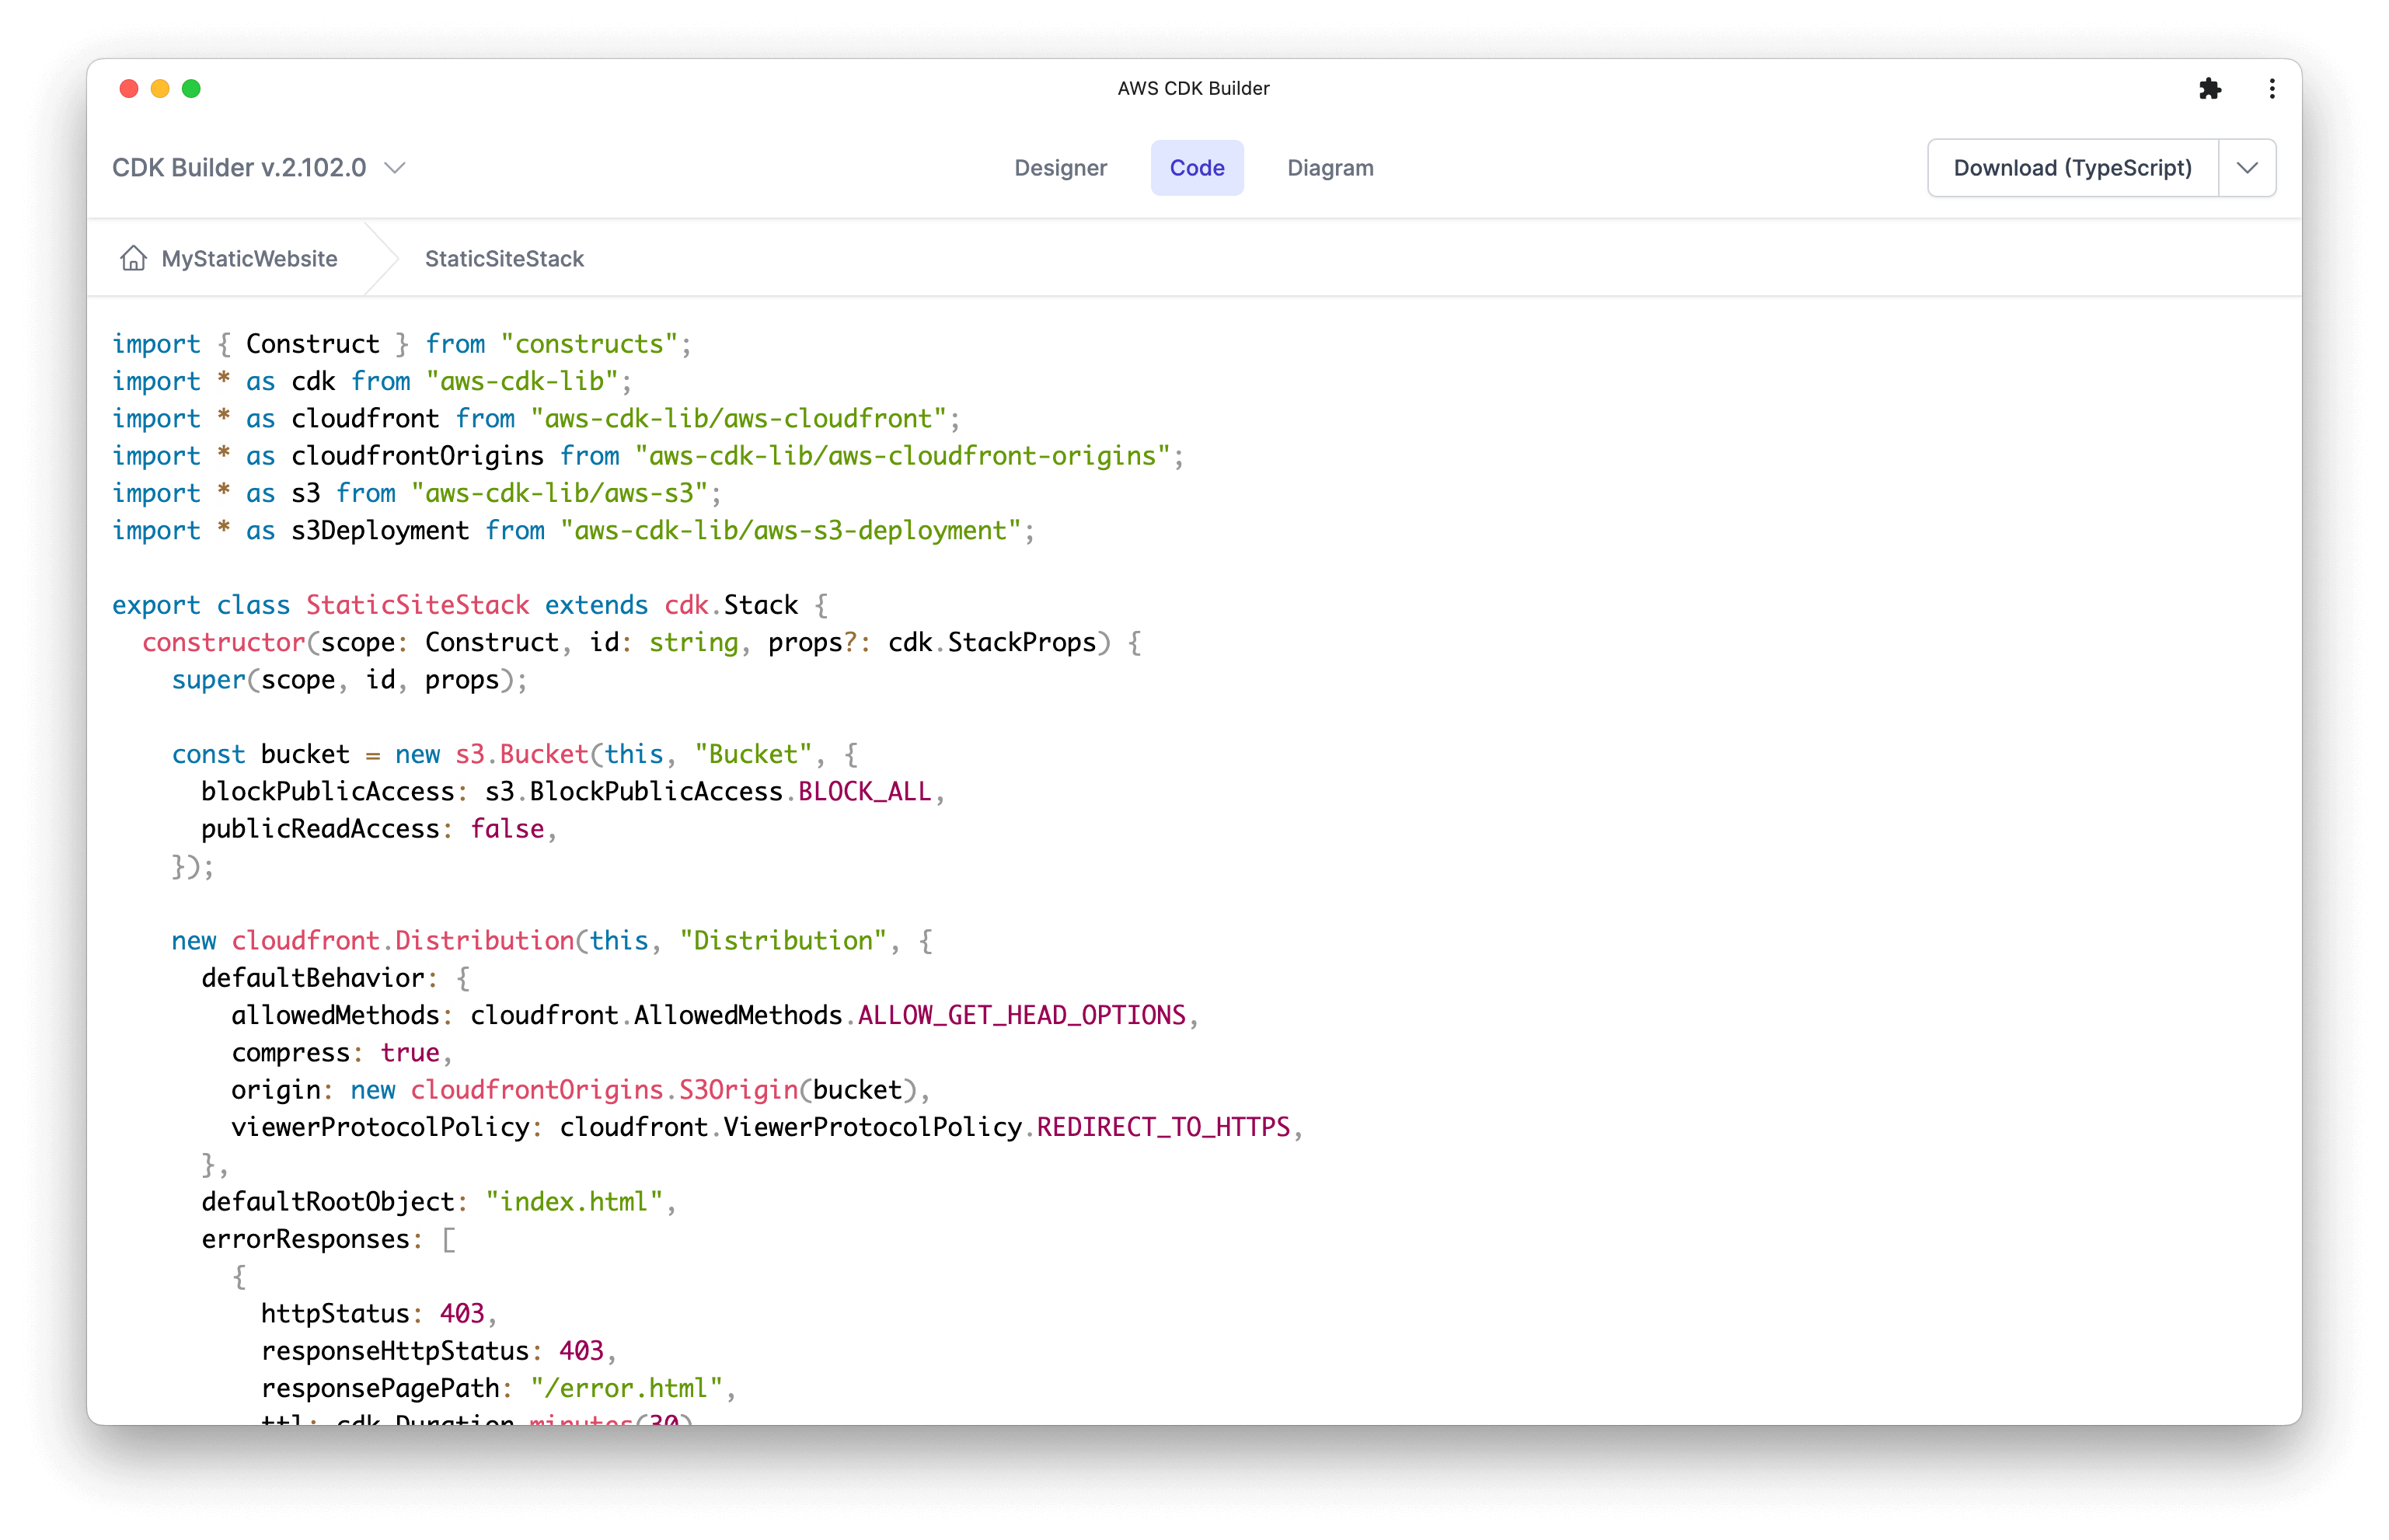 AWS CDK Builder
CDK Builder v.2.102.0
Designer
Code
Diagram
Download (TypeScript)
MyStaticWebsite
StaticSiteStack
import { Construct } from "constructs";
import * as cdk from "aws-cdk-lib";
import * as cloudfront from "aws-cdk-lib/aws-cloudfront";
import * as cloudfrontOrigins from "aws-cdk-lib/aws-cloudfront-origins";
import * as s3 from "aws-cdk-lib/aws-s3";
import * as s3Deployment from "aws-cdk-lib/aws-s3-deployment";
export class StaticSiteStack extends cdk.Stack {
  constructor(scope: Construct, id: string, props?: cdk.StackProps) {
    super(scope, id, props);
    const bucket = new s3.Bucket(this, "Bucket", {
      blockPublicAccess: s3.BlockPublicAccess.BLOCK_ALL,
      publicReadAccess: false,
    });
    new cloudfront.Distribution(this, "Distribution", {
      defaultBehavior: {
        allowedMethods: cloudfront.AllowedMethods.ALLOW_GET_HEAD_OPTIONS,
        compress: true,
        origin: new cloudfrontOrigins.S3Origin(bucket),
        viewerProtocolPolicy: cloudfront.ViewerProtocolPolicy.REDIRECT_TO_HTTPS,
      },
      defaultRootObject: "index.html",
      errorResponses: [
        {
          httpStatus: 403,
          responseHttpStatus: 403,
          responsePagePath: "/error.html",
          ttl: cdk.Duration.minutes(30)